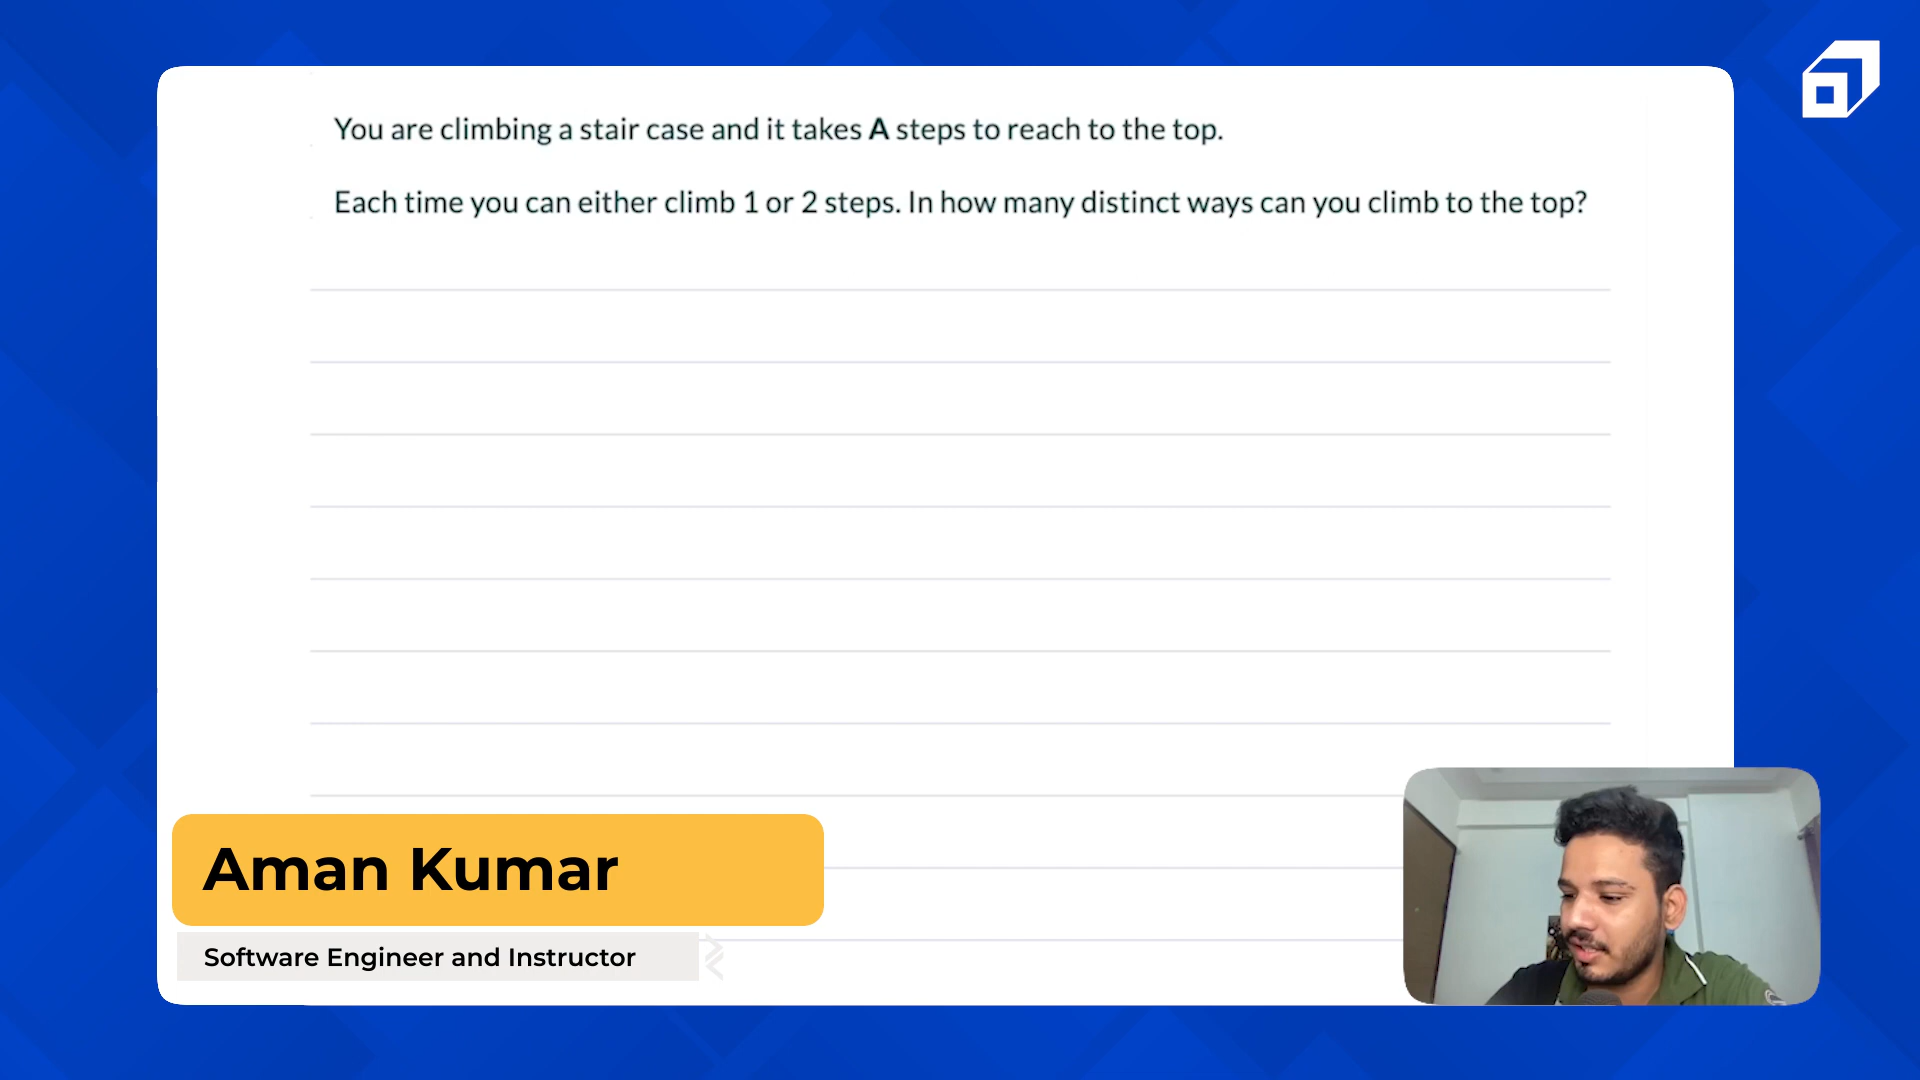 You are climbing a stair case and it takes A steps to reach to the top.
Each time you can either climb 1 or 2 steps. In how many distinct ways can you climb to the top?
Aman Kumar
Software Engineer and Instructor